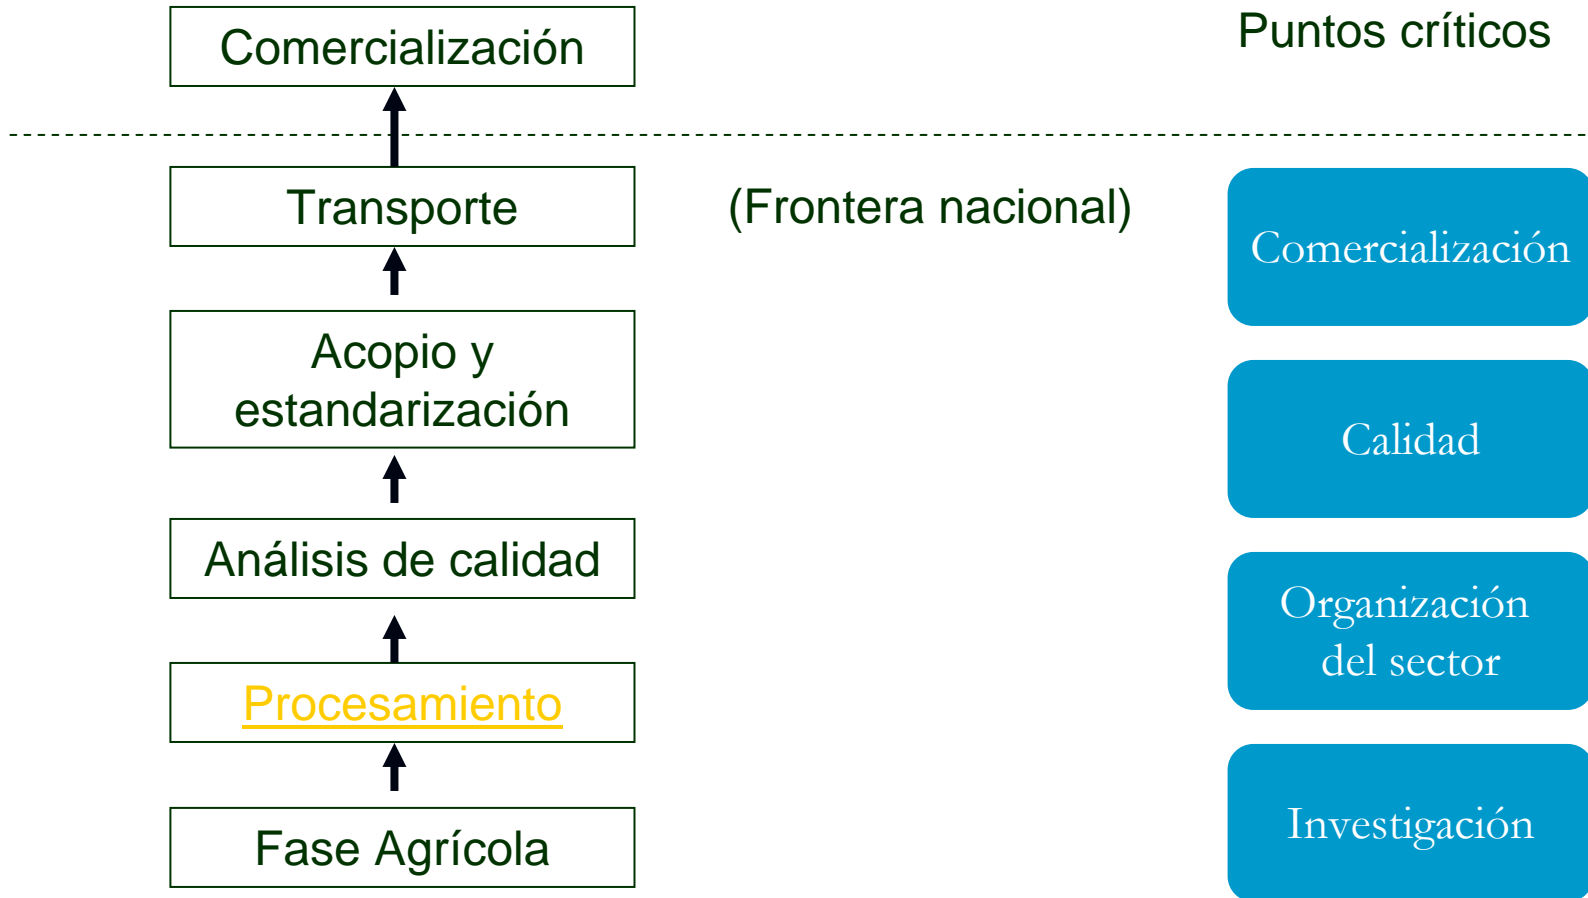 Comercialización
Puntos críticos
Transporte
(Frontera nacional)
Acopio y
estandarización
Análisis de calidad
Procesamiento
Fase Agrícola
Comercialización
Calidad
Organización
del sector
Investigación